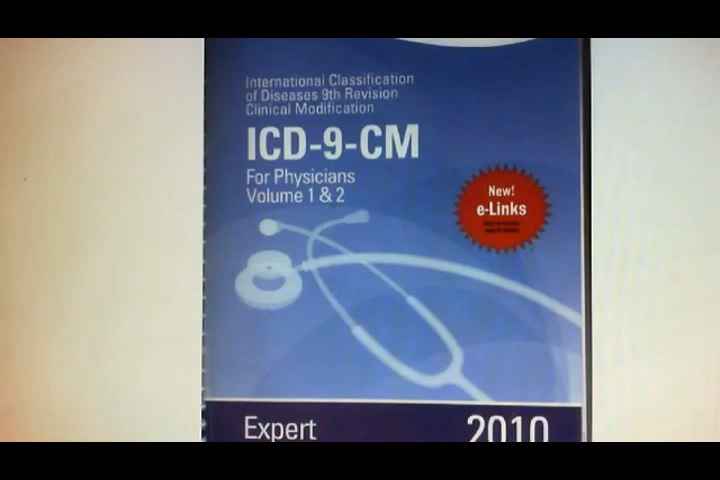 International Classification
of Diseases 9th Revision
Clinical Modification
ICD-9-CM
For Physicians
Volume 1 & 2
New!
e-Links
Expert
2010